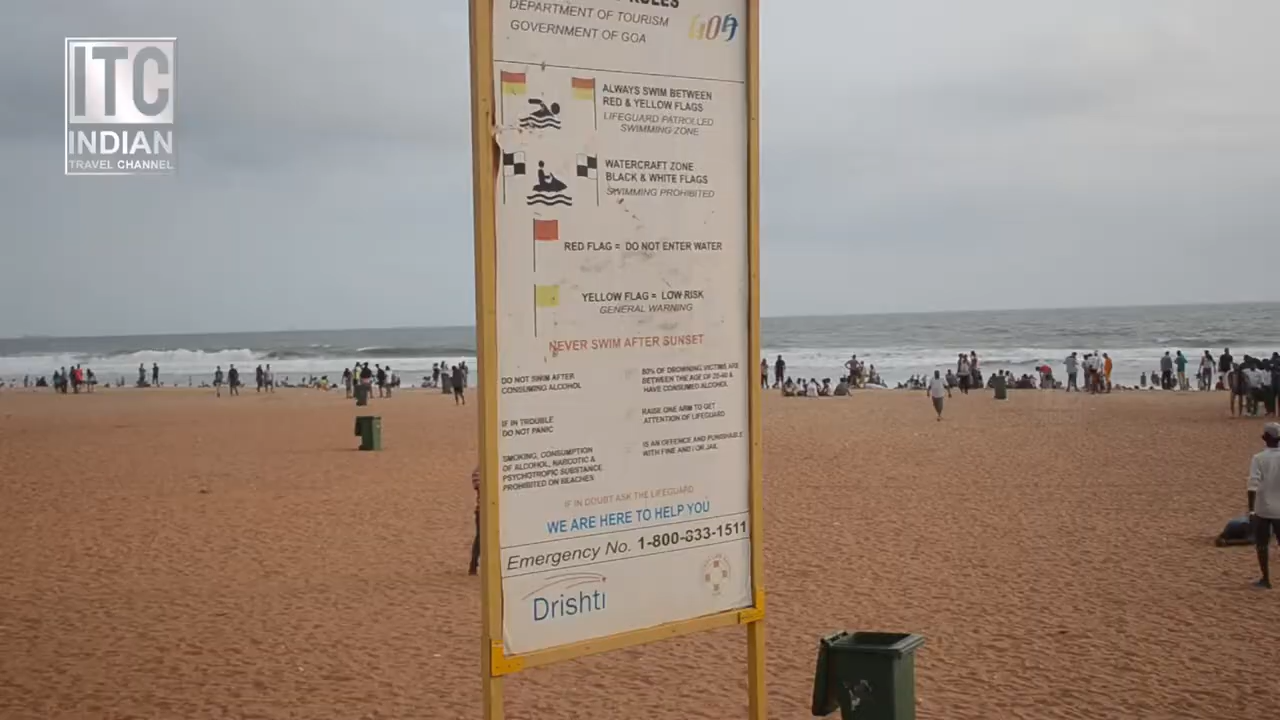 ITC
INDIAN
TRAVEL CHANNEL
RULES
DEPARTMENT OF TOURISM
GOVERNMENT OF GOA
ALWAYS SWIM BETWEEN
RED & YELLOW FLAGS
LIFEGUARD PATROLLED
SWIMMING ZONE
WATERCRAFT ZONE
BLACK & WHITE FLAGS
SWIMMING PROHIBITED
RED FLAG = DO NOT ENTER WATER
YELLOW FLAG = LOW RISK
GENERAL WARNING
NEVER SWIM AFTER SUNSET
DO NOT SWIM AFTER
CONSUMING ALCOHOL
80% OF DROWNING VICTIMS ARE
BETWEEN THE AGE OF 25-40 &
HAVE CONSUMED ALCOHOL
IF IN TROUBLE
DO NOT PANIC
RAISE ONE ARM TO GET
ATTENTION OF LIFEGUARD
SMOKING, CONSUMPTION
OF ALCOHOL, NARCOTIC &
PSYCHOTROPIC SUBSTANCE
PROHIBITED ON BEACHES
IS AN OFFENCE AND PUNISHABLE
WITH FINE AND / OR JAIL
IF IN DOUBT ASK THE LIFEGUARD
WE ARE HERE TO HELP YOU
Emergency No. 1-800-833-1511
Drishti